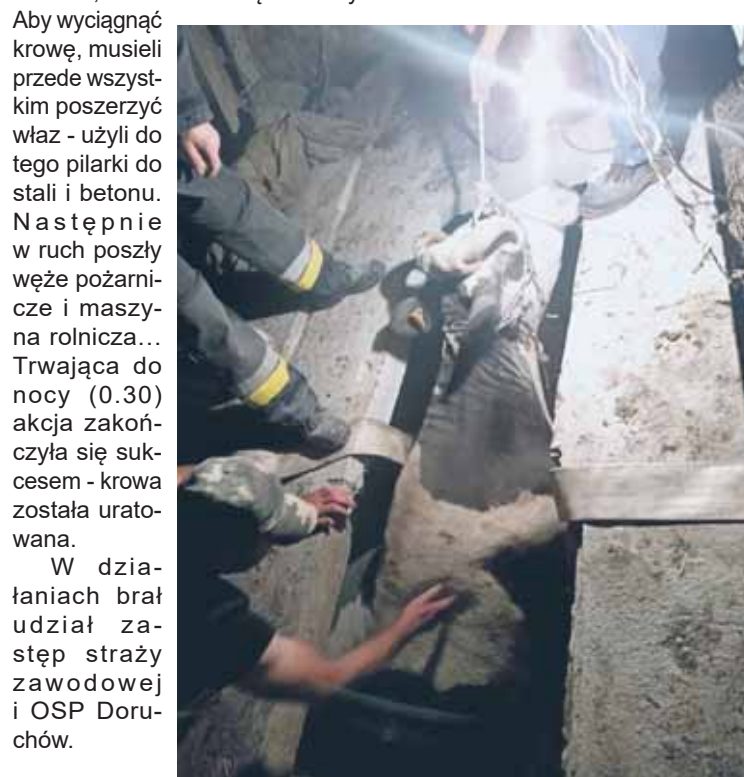 Aby wyciągnąć
krowę, musieli
przede wszyst-
kim poszerzyć
właz - użyli do
tego pilarki do
stali i betonu.
Następnie
w ruch poszły
węże pożarni-
cze i maszy-
na rolnicza...
Trwająca do
nocy (0.30)
akcja zakoń-
czyła się suk-
cesem - krowa
została urato-
wana.
W dzia-
łaniach brał
udział za-
stęp straży
zawodowej
i OSP Doru-
chów.